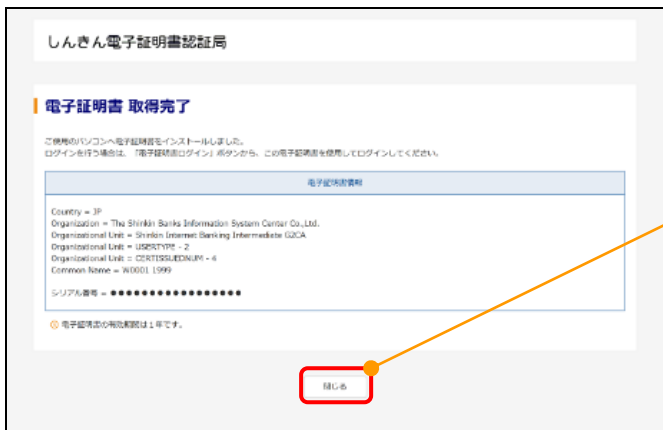 しんきん電子証明書認証局
電子証明書 取得完了
ご使用のパソコンへ電子証明書をインストールしました。
ログインを行う場合は、「電子証明書ログイン」ボタンから、この電子証明書を使用してログインしてください。
電子証明書情報
Country = JP
Organization = The Shinkin Banks Information System Center Co.,Ltd.
Organizational Unit = Shinkin Internet Banking Intermediate G2CA
Organizational Unit = USERTYPE - 2
Organizational Unit = CERTISSUEDNUM - 4
Common Name = W0001 1999
シリアル番号 = ●●●●●●●●●●●●●●●●●
電子証明書の有効期限は1年です。
閉じる